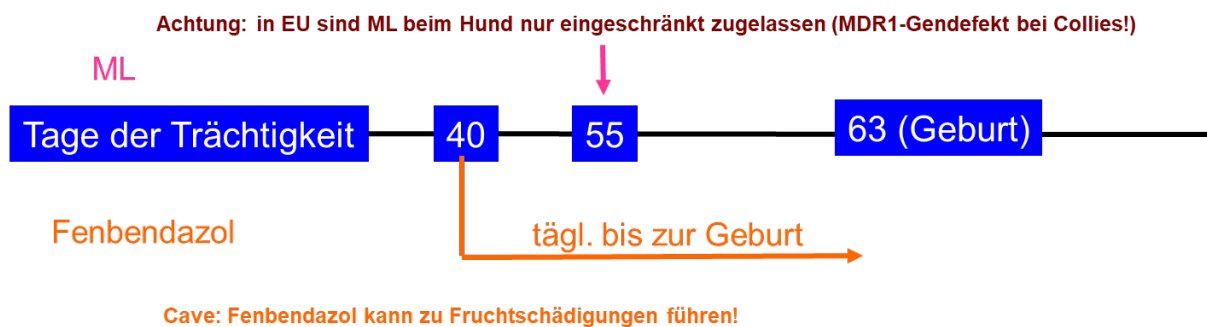 Achtung: in EU sind ML beim Hund nur eingeschränkt zugelassen (MDR1-Gendefekt bei Collies!)
ML
Tage der Trächtigkeit 40 55 63 (Geburt)
Fenbendazol tägl. bis zur Geburt
Cave: Fenbendazol kann zu Fruchtschädigungen führen!